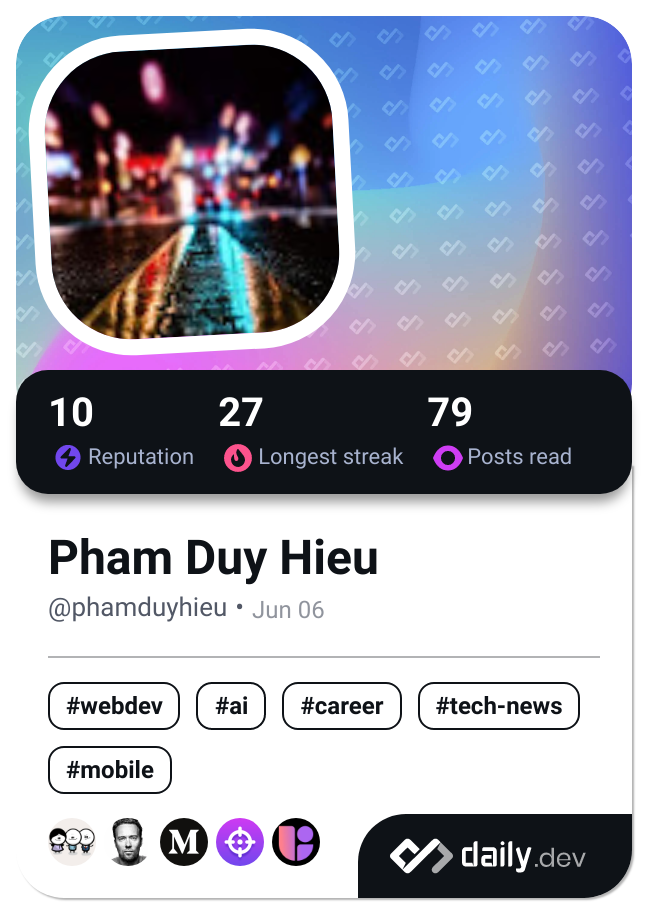 10 27 79
Reputation Longest streak Posts read
Pham Duy Hieu
@phamduyhieu • Jun 06
#webdev #ai #career #tech-news
#mobile
M
daily.dev